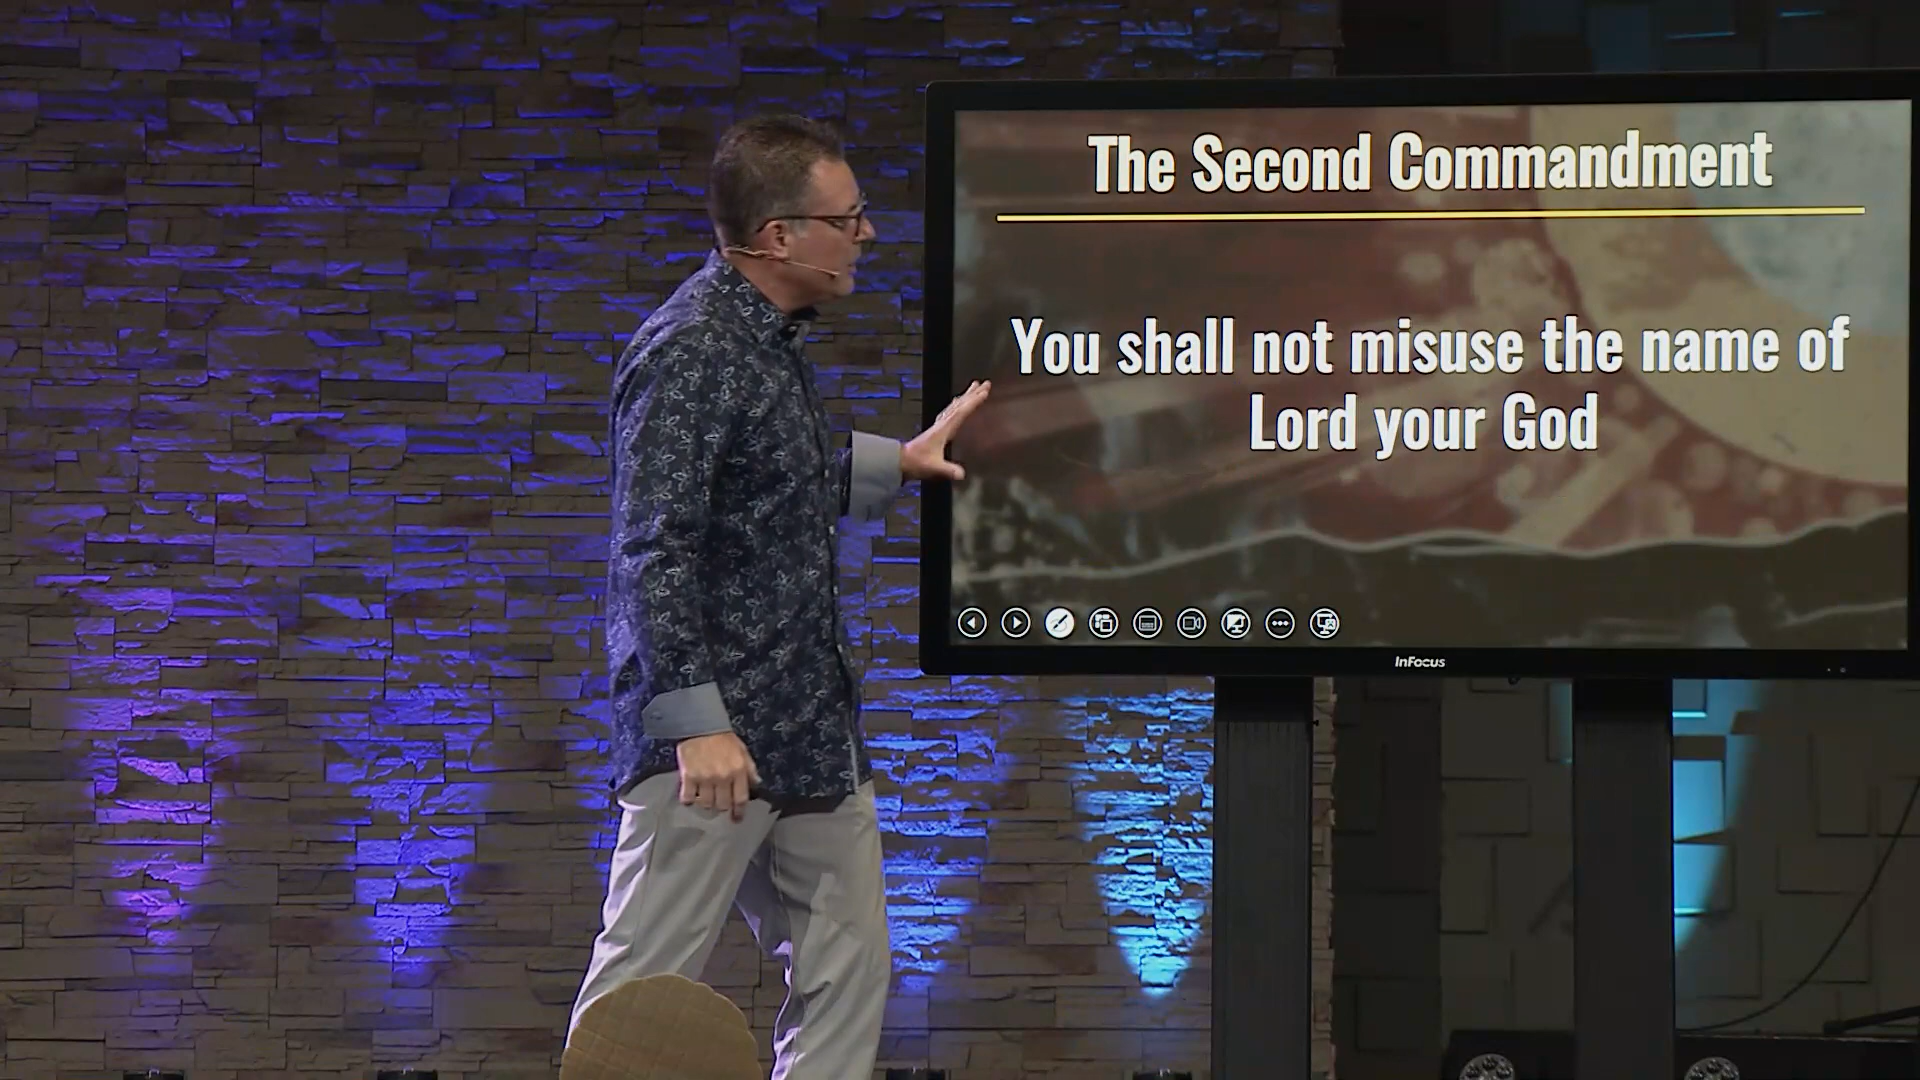 The Second Commandment
You shall not misuse the name of
Lord your God
InFocus